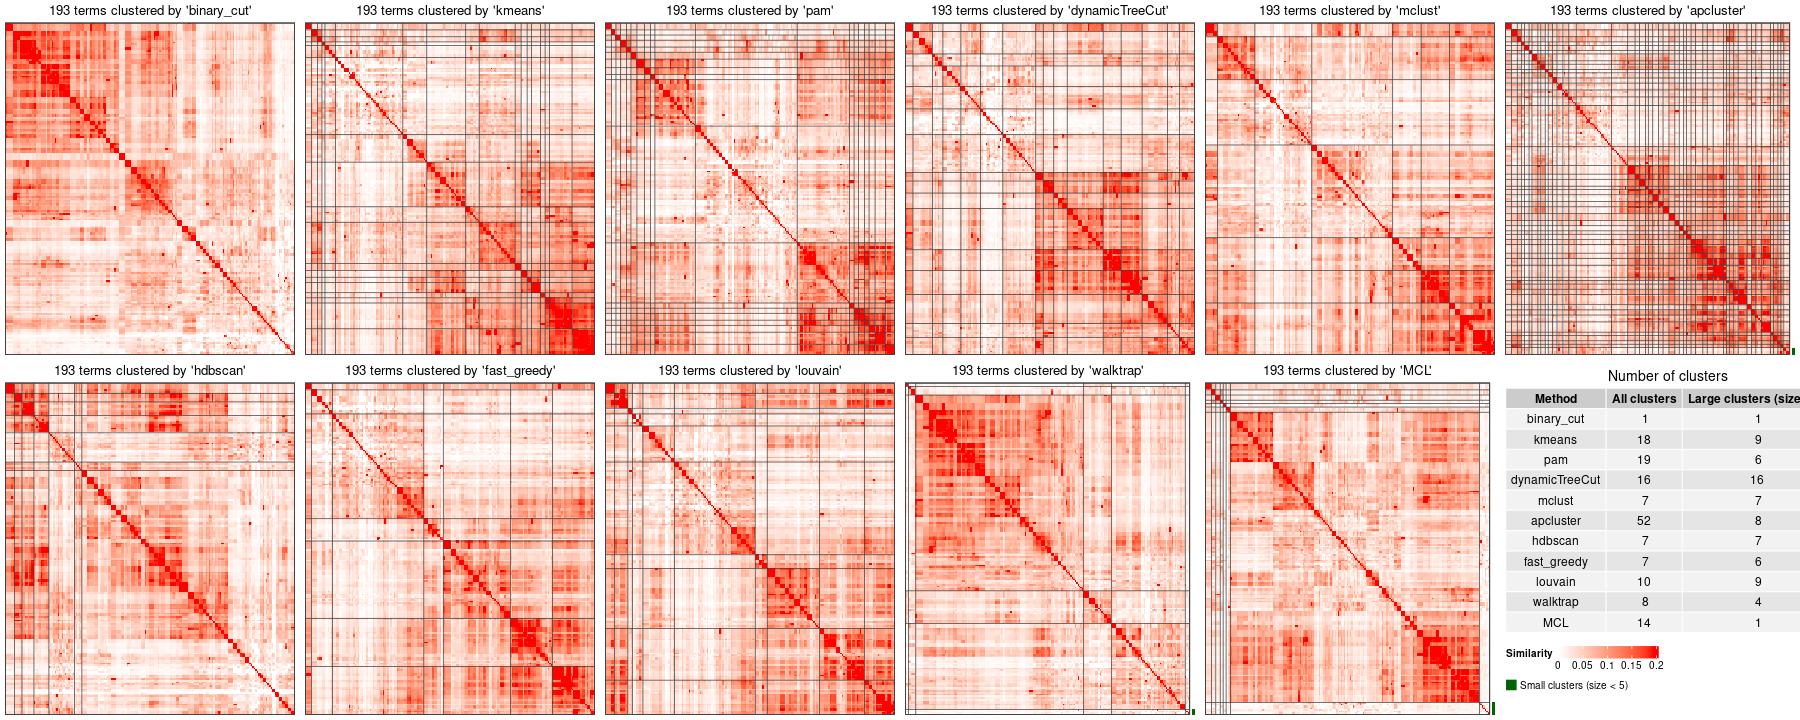 193 terms clustered by 'binary_cut'
193 terms clustered by 'kmeans'
193 terms clustered by 'pam'
193 terms clustered by 'dynamicTreeCut'
193 terms clustered by 'mclust'
193 terms clustered by 'apcluster'
193 terms clustered by 'hdbscan'
193 terms clustered by 'fast_greedy'
193 terms clustered by 'louvain'
193 terms clustered by 'walktrap'
193 terms clustered by 'MCL'
Number of clusters
Method All clusters Large clusters (size
binary_cut 1 1
kmeans 18 9
pam 19 6
dynamicTreeCut 16 16
mclust 7 7
apcluster 52 8
hdbscan 7 7
fast_greedy 7 6
louvain 10 9
walktrap 8 4
MCL 14 1
Similarity
0 0.05 0.1 0.15 0.2
Small clusters (size < 5)